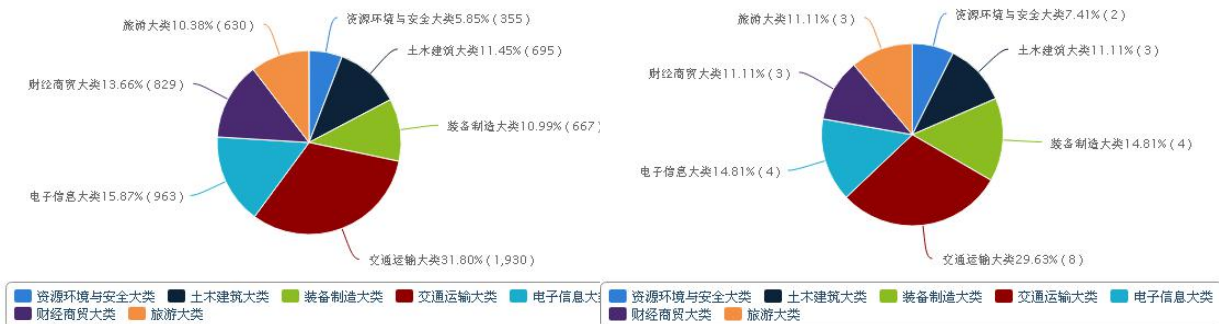 旅游大类10.38% ( 630)
资源环境与安全大类5.85% ( 355)
土木建筑大类11.45% ( 695)
财经商贸大类13.66% ( 829)
装备制造大类10.99% ( 667)
电子信息大类15.87% ( 963)
交通运输大类31.80% ( 1,930)
资源环境与安全大类 土木建筑大类 装备制造大类 交通运输大类 电子信息大类
财经商贸大类 旅游大类
旅游大类11.11% ( 3)
资源环境与安全大类7.41% ( 2)
土木建筑大类11.11% ( 3)
财经商贸大类11.11% ( 3)
装备制造大类14.81% ( 4)
电子信息大类14.81% ( 4)
交通运输大类29.63% ( 8)
资源环境与安全大类 土木建筑大类 装备制造大类 交通运输大类 电子信息大类
财经商贸大类 旅游大类